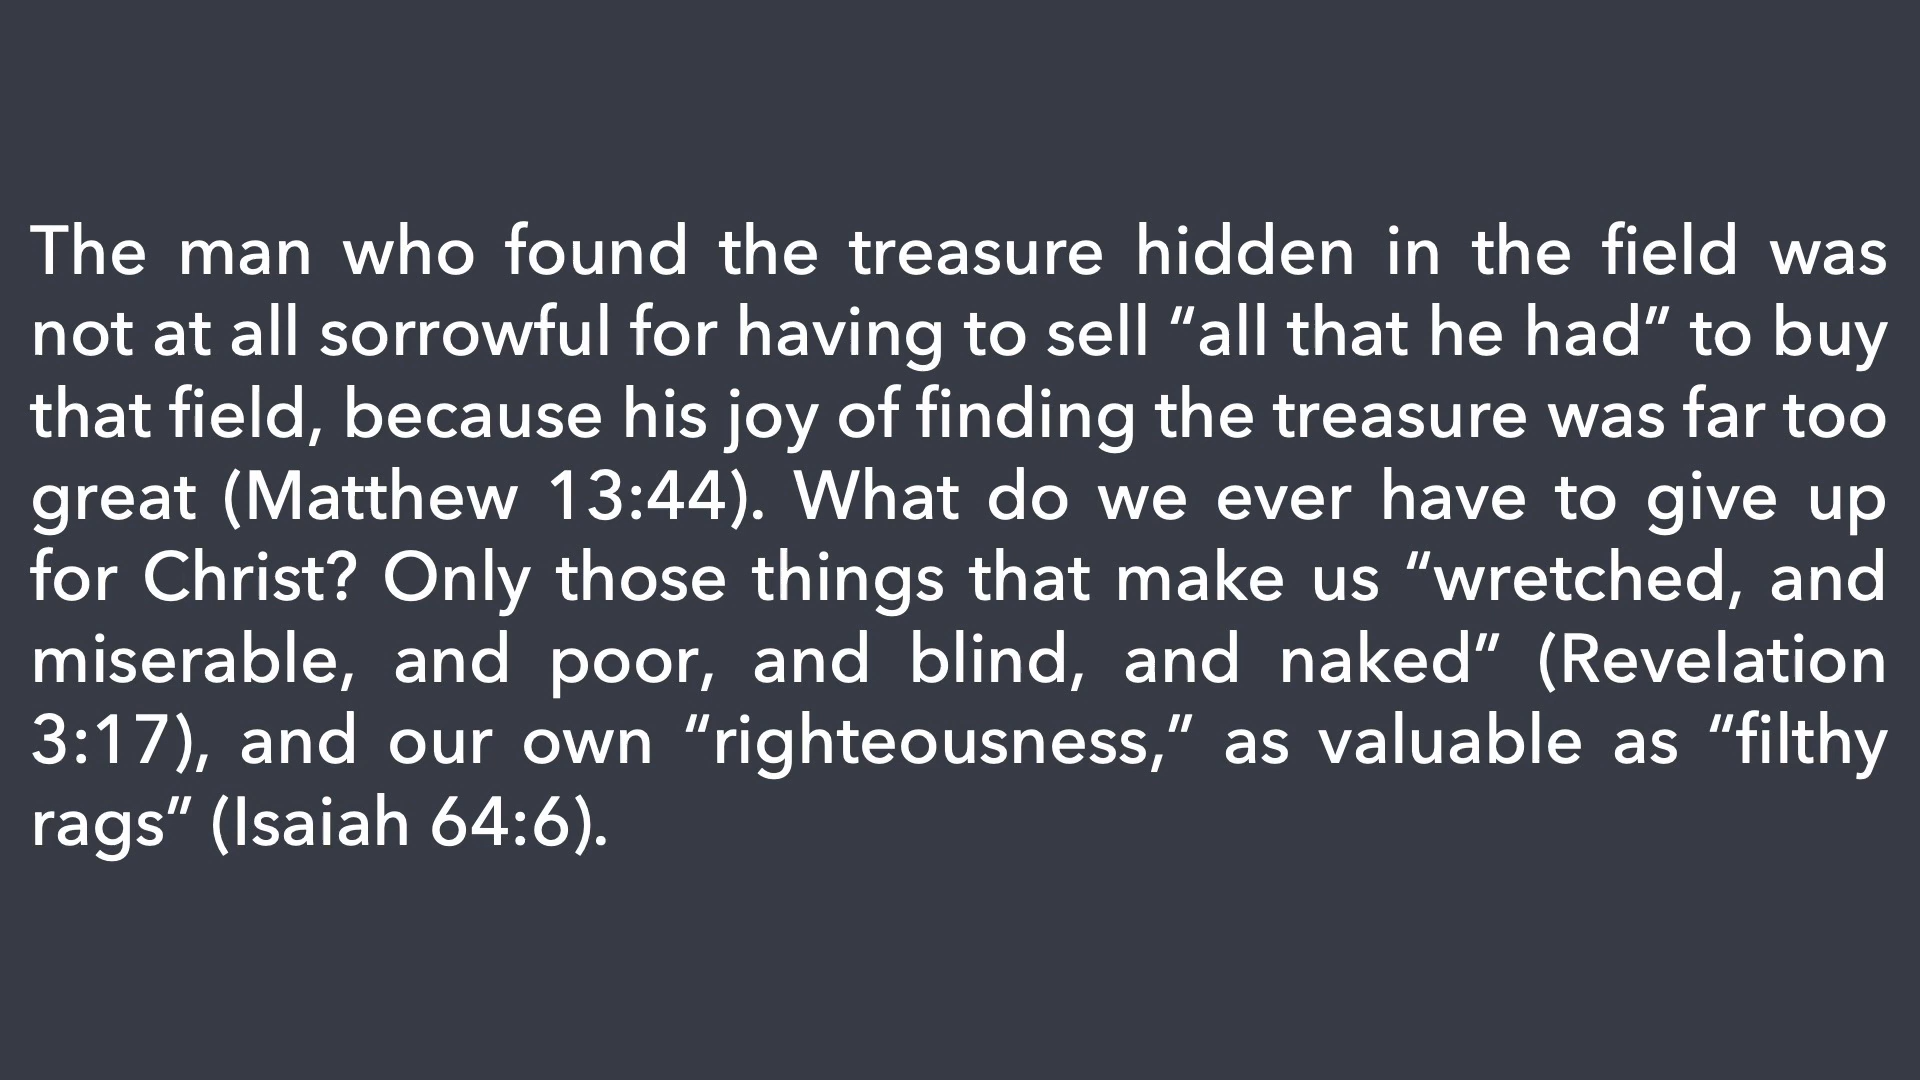 The man who found the treasure hidden in the field was
not at all sorrowful for having to sell “all that he had” to buy
that field, because his joy of finding the treasure was far too
great (Matthew 13:44). What do we ever have to give up
for Christ? Only those things that make us “wretched, and
miserable, and poor, and blind, and naked” (Revelation
3:17), and our own “righteousness,” as valuable as “filthy
rags” (Isaiah 64:6).